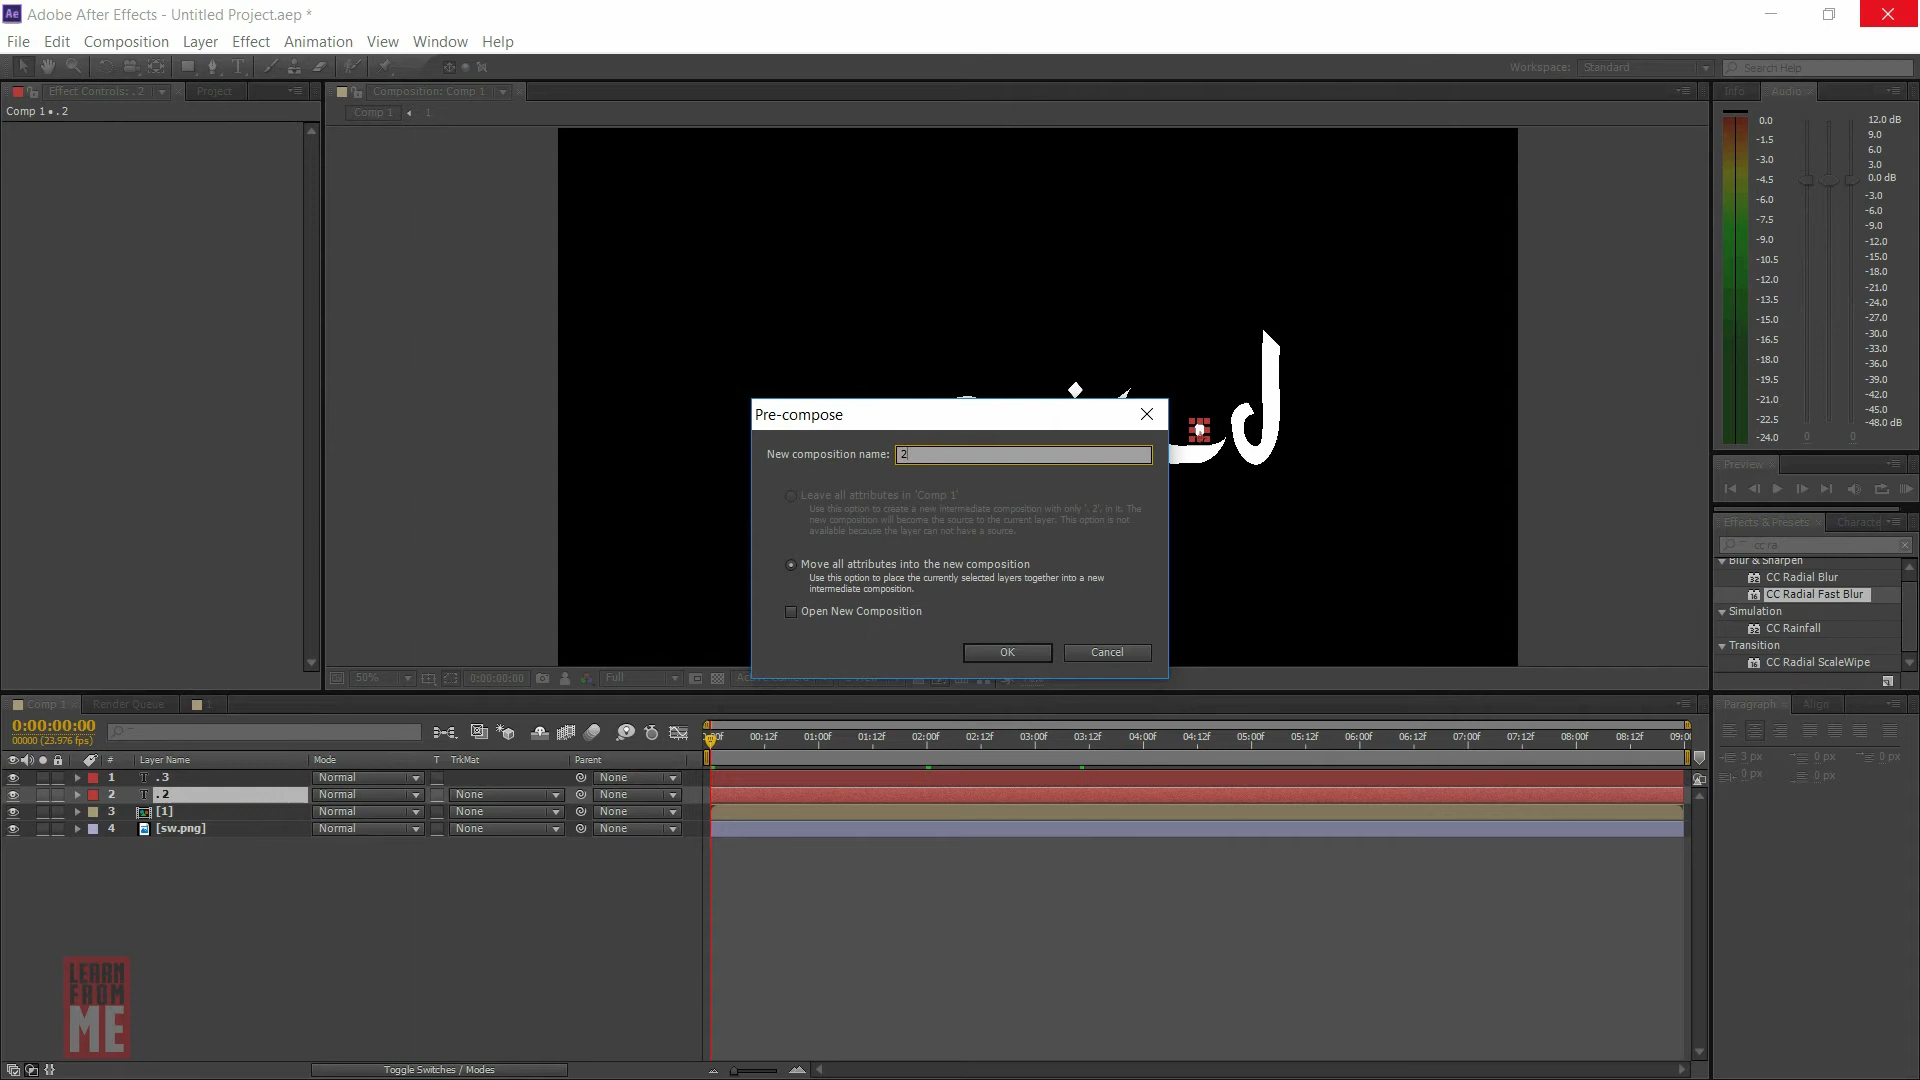 Adobe After Effects - Untitled Project.aep *
File Edit Composition Layer Effect Animation View Window Help
Workspace: Standard Search Help
Effect Controls: . 2 Project Composition: Comp 1 Info Audio
Comp 1 • . 2
Comp 1 1
0.0 12.0 dB
-1.5 9.0
-3.0 6.0
-4.5 3.0
-6.0 0.0 dB
-7.5 -3.0
-9.0 -6.0
-10.5 -9.0
-12.0 -12.0
-13.5 -15.0
-15.0 -18.0
-16.5 -21.0
-18.0 -24.0
-19.5 -27.0
-21.0 -30.0
-22.5 -33.0
-24.0 -36.0
-39.0
-42.0
-45.0
-48.0 dB
0 0
Pre-compose
New composition name: 2
Leave all attributes in 'Comp 1'
Use this option to create a new intermediate composition with only '. 2', in it. The
new composition will become the source to the current layer. This option is not
available because the layer can not have a source.
Move all attributes into the new composition
Use this option to place the currently selected layers together into a new
intermediate composition.
Open New Composition
OK Cancel
Preview
Effects & Presets Characte
cc ra
Blur & Sharpen
CC Radial Blur
CC Radial Fast Blur
Simulation
CC Rainfall
Transition
CC Radial ScaleWipe
50% 0:00:00:00 Full
Comp 1 Render Queue 1
Paragraph Align
0:00:00:00
00000 (23.976 fps)
00:12f 01:00f 01:12f 02:00f 02:12f 03:00f 03:12f 04:00f 04:12f 05:00f 05:12f 06:00f 06:12f 07:00f 07:12f 08:00f 08:12f
3 px 0 px 0 px
0 px 0 px
# Layer Name Mode T TrkMat Parent
1 T . 3 Normal None
2 T . 2 Normal None None
3 [1] Normal None None
4 [sw.png] Normal None None
LEARN
FROM
ME
Toggle Switches / Modes